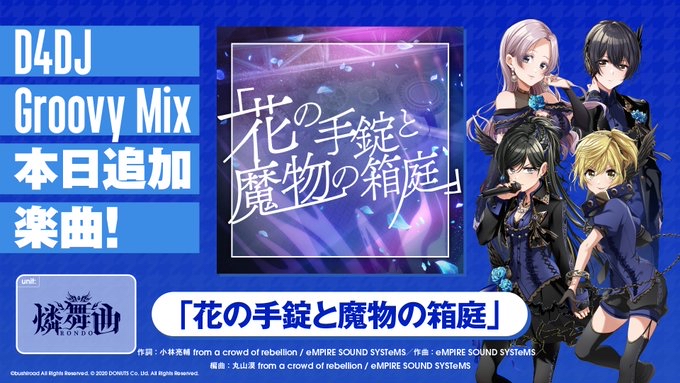 D4DJ
Groovy Mix
本日追加
楽曲!
「花の手錠と
魔物の箱庭」
unit:
燐舞曲
RONDO
「花の手錠と魔物の箱庭」
作詞：小林亮輔 from a crowd of rebellion / eMPIRE SOUND SYSTeMS／作曲：eMPIRE SOUND SYSTeMS
編曲：丸山漠 from a crowd of rebellion / eMPIRE SOUND SYSTeMS
©bushiroad All Rights Reserved. © 2020 DONUTS Co. Ltd. All Rights Reserved.